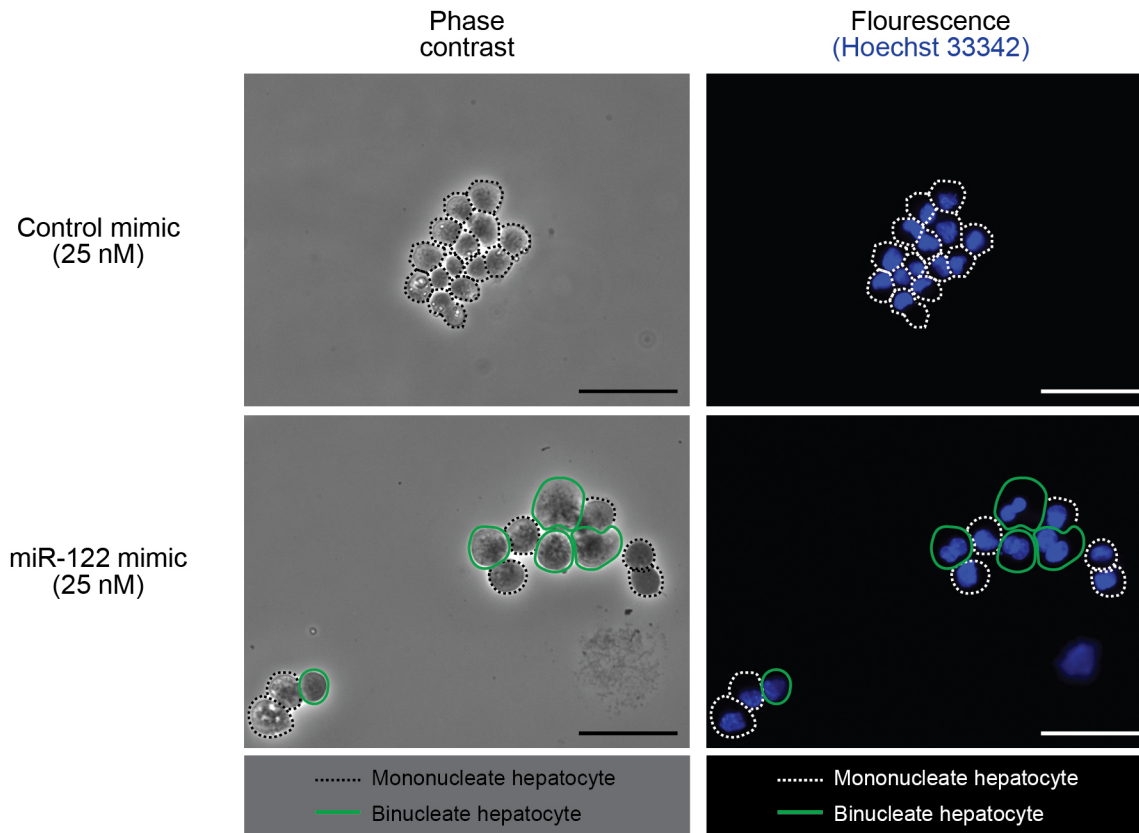 Phase
contrast
Flourescence
(Hoechst 33342)
Control mimic
(25 nM)
miR-122 mimic
(25 nM)
Mononucleate hepatocyte
Binucleate hepatocyte
Mononucleate hepatocyte
Binucleate hepatocyte